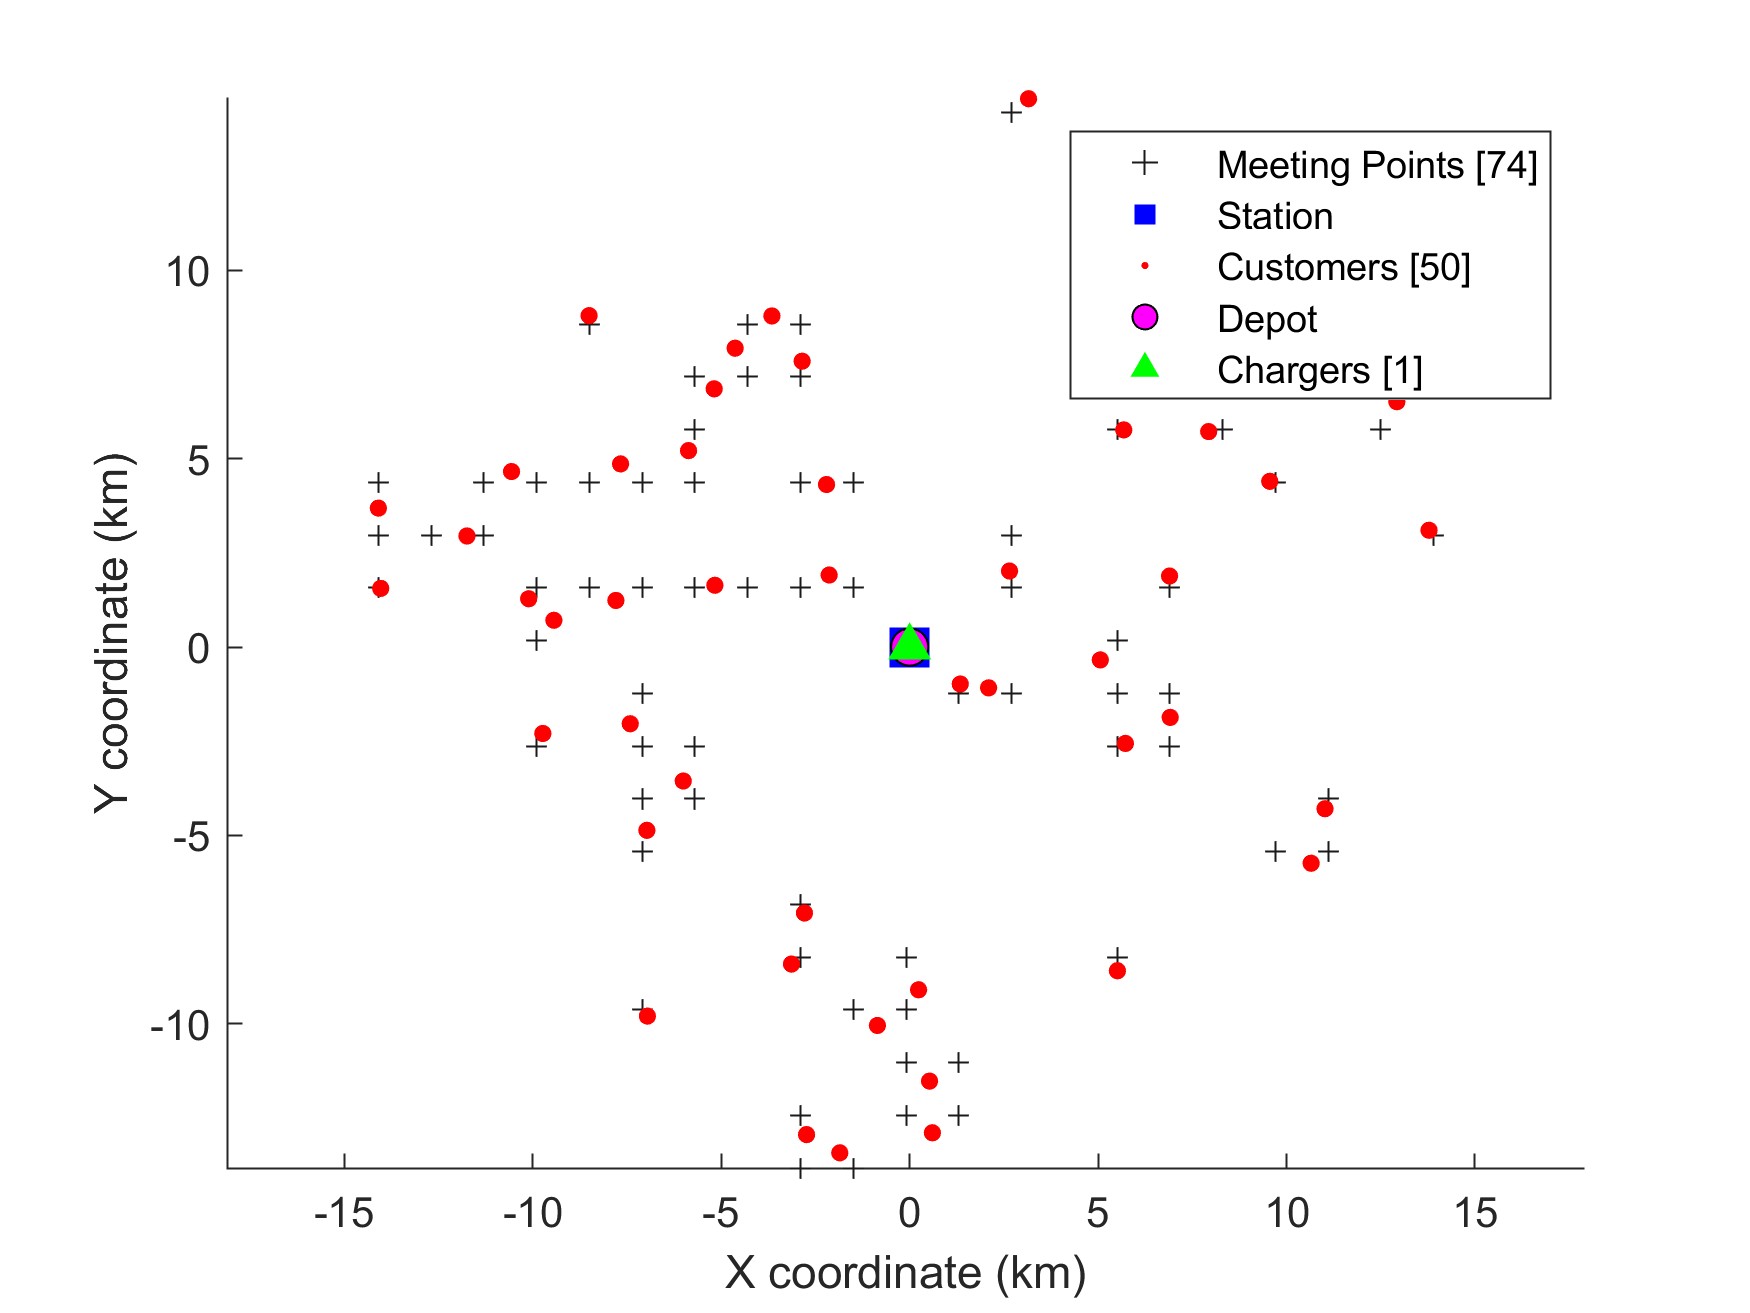 Meeting Points [74]
Station
Customers [50]
Depot
Chargers [1]
10
5
0
-5
-10
Y coordinate (km)
-15
-10
-5
0
5
10
15
X coordinate (km)